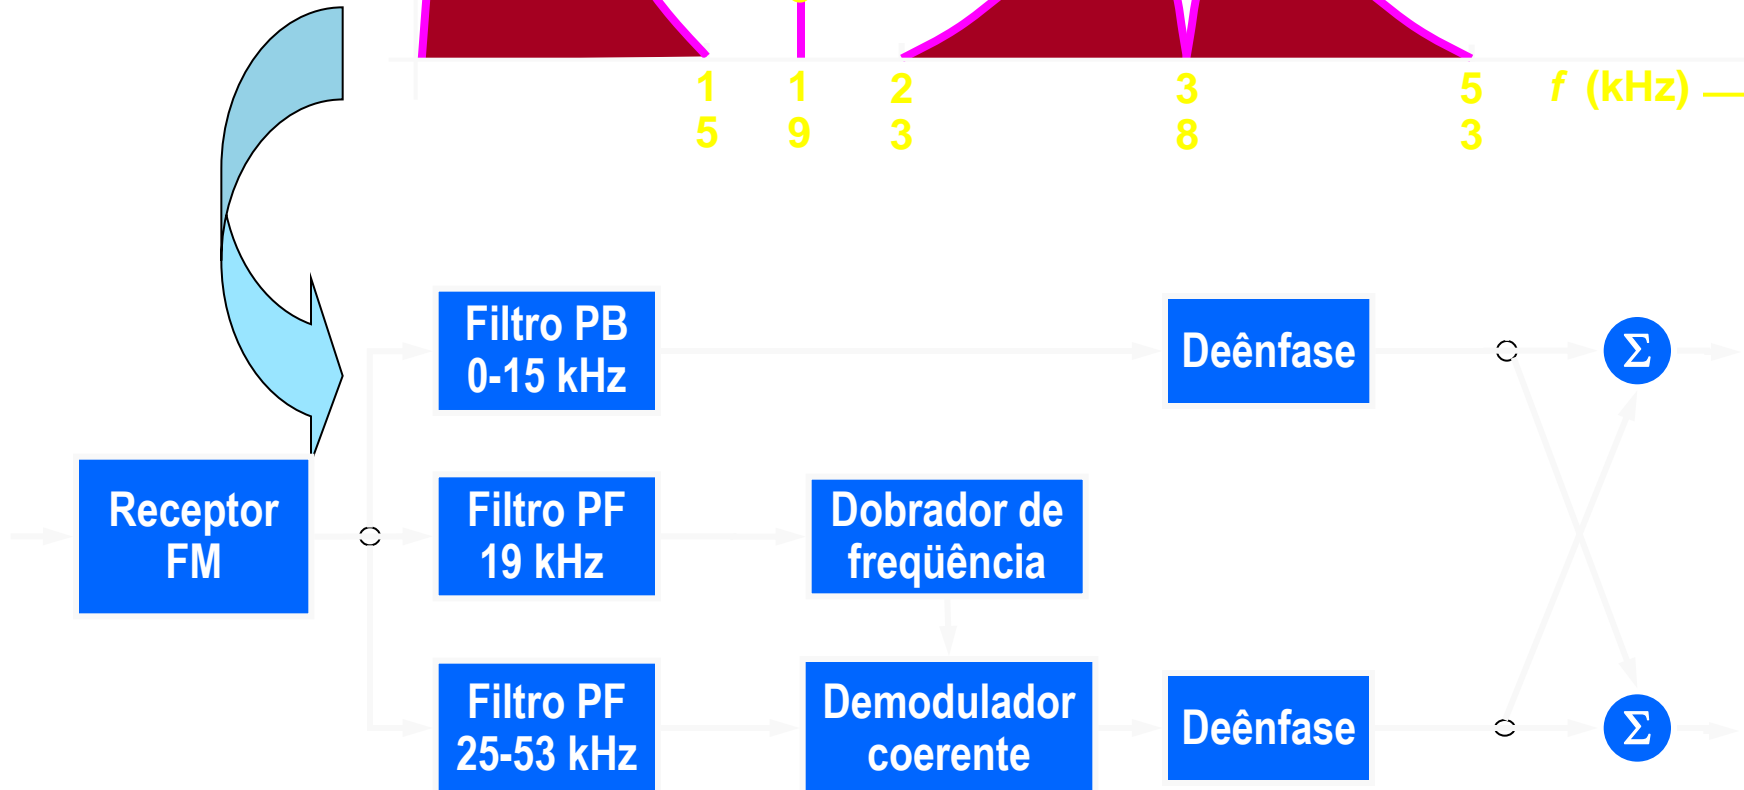 1 1 2 3 5 f (kHz)
5 9 3 8 3
Filtro PB
0-15 kHz
Deênfase
Σ
Receptor
FM
Filtro PF
19 kHz
Dobrador de
freqüência
Filtro PF
25-53 kHz
Demodulador
coerente
Deênfase
Σ